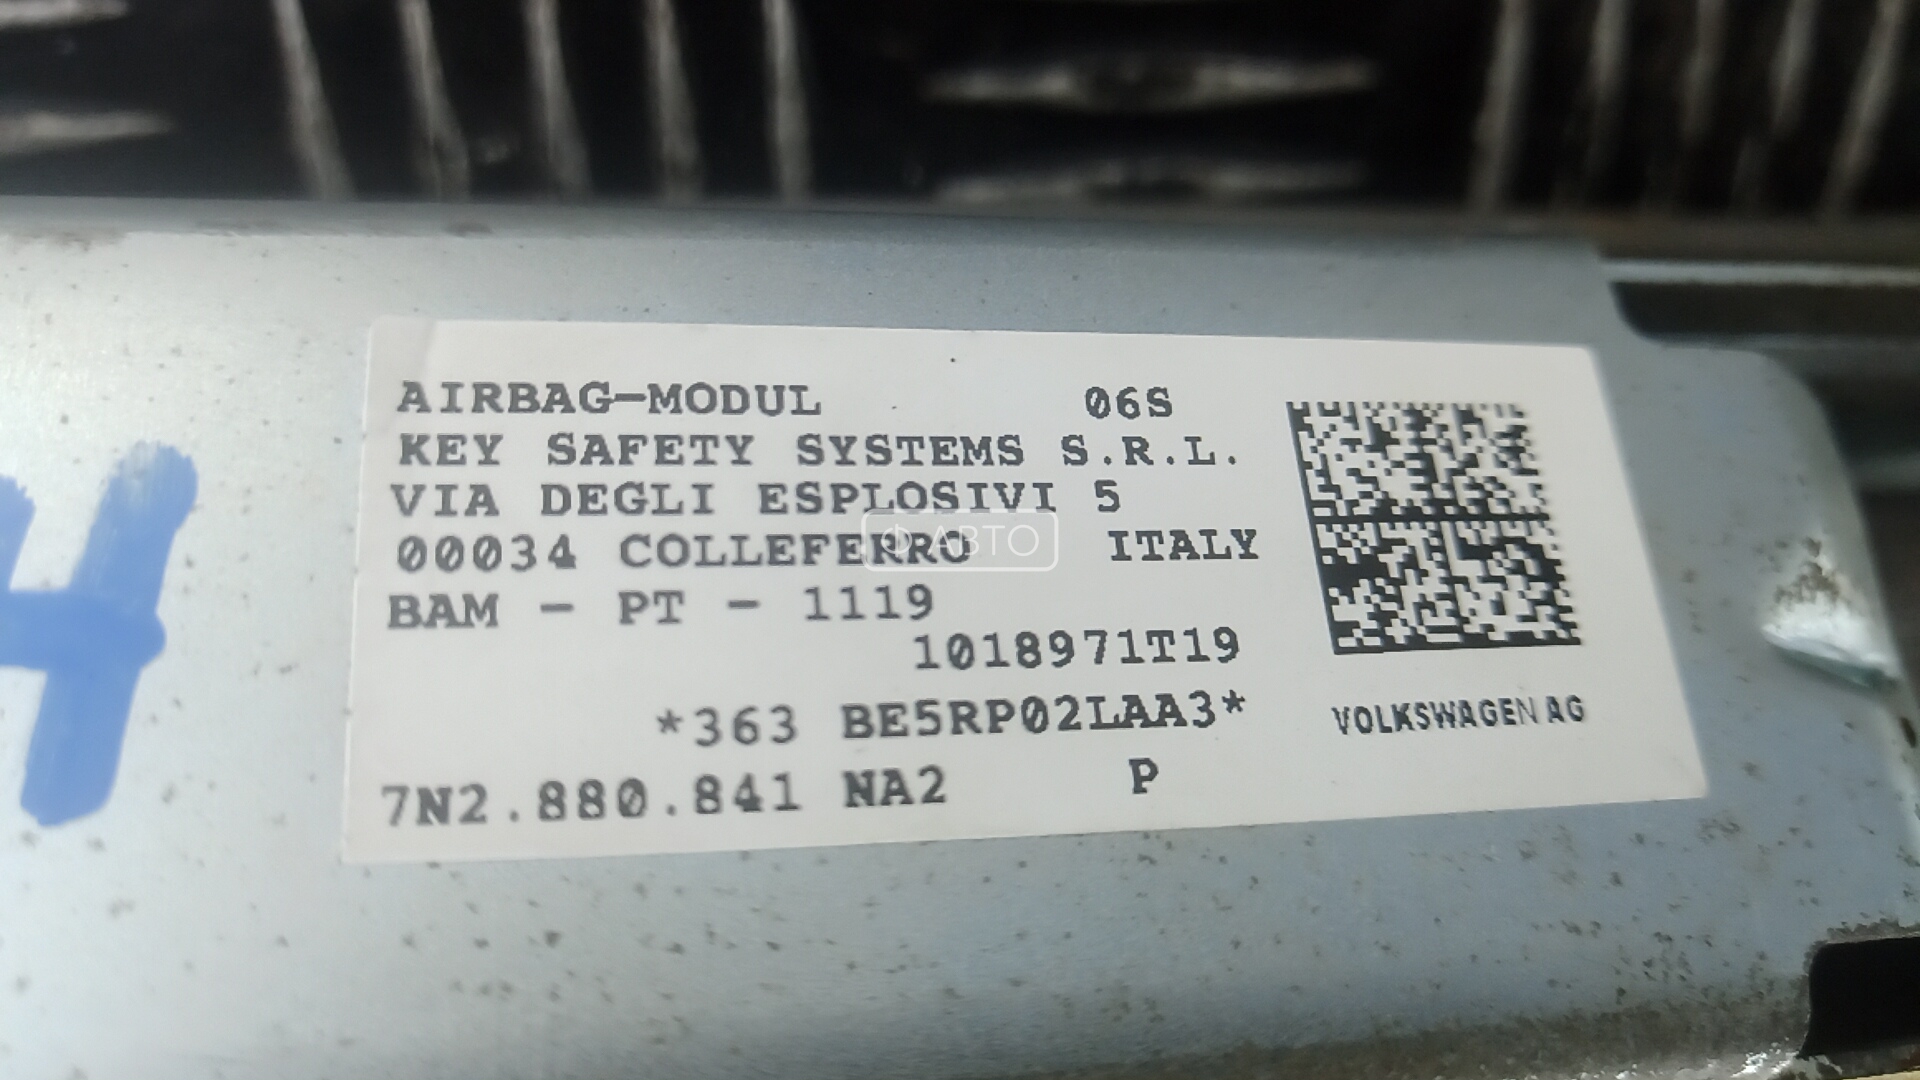 AIRBAG-MODUL 06S
KEY SAFETY SYSTEMS S.R.L.
VIA DEGLI ESPLOSIVI 5
00034 COLLEFERRO ITALY
BAM - PT - 1119
1018971T19
*363 BE5RP02LAA3*
7N2.880.841 NA2 P
VOLKSWAGEN AG
Ф АВТО